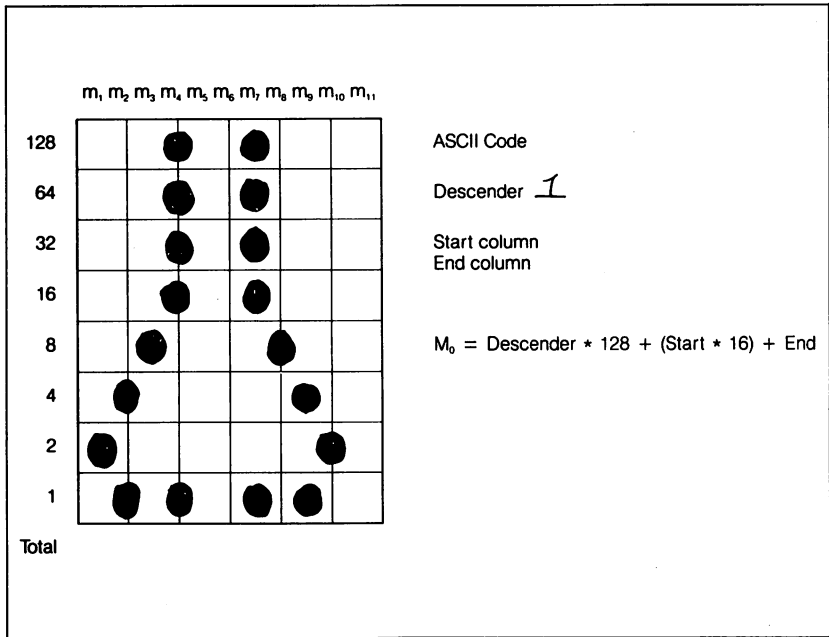 m₁ m₂ m₃ m₄ m₅ m₆ m₇ m₈ m₉ m₁₀ m₁₁
128
ASCII Code
64
Descender 1
32
Start column
End column
16
8
M₀ = Descender * 128 + (Start * 16) + End
4
2
1
Total